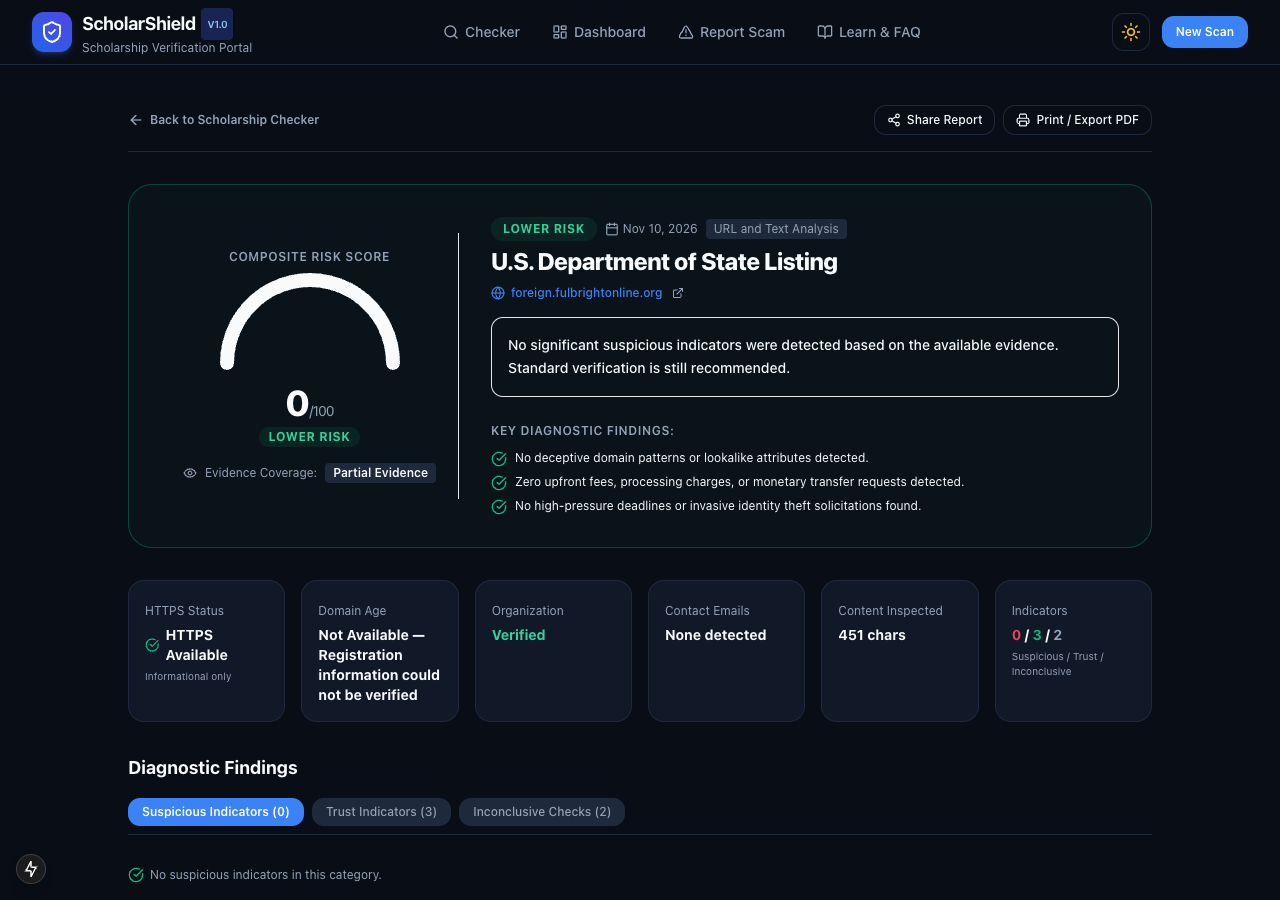 ScholarShield V1.0
Scholarship Verification Portal
Checker Dashboard Report Scam Learn & FAQ
New Scan
Back to Scholarship Checker
Share Report Print / Export PDF
COMPOSITE RISK SCORE
0/100
LOWER RISK
Evidence Coverage: Partial Evidence
LOWER RISK Nov 10, 2026 URL and Text Analysis
U.S. Department of State Listing
foreign.fulbrightonline.org
No significant suspicious indicators were detected based on the available evidence.
Standard verification is still recommended.
KEY DIAGNOSTIC FINDINGS:
No deceptive domain patterns or lookalike attributes detected.
Zero upfront fees, processing charges, or monetary transfer requests detected.
No high-pressure deadlines or invasive identity theft solicitations found.
HTTPS Status
HTTPS
Available
Informational only
Domain Age
Not Available —
Registration
information could
not be verified
Organization
Verified
Contact Emails
None detected
Content Inspected
451 chars
Indicators
0 / 3 / 2
Suspicious / Trust /
Inconclusive
Diagnostic Findings
Suspicious Indicators (0) Trust Indicators (3) Inconclusive Checks (2)
No suspicious indicators in this category.